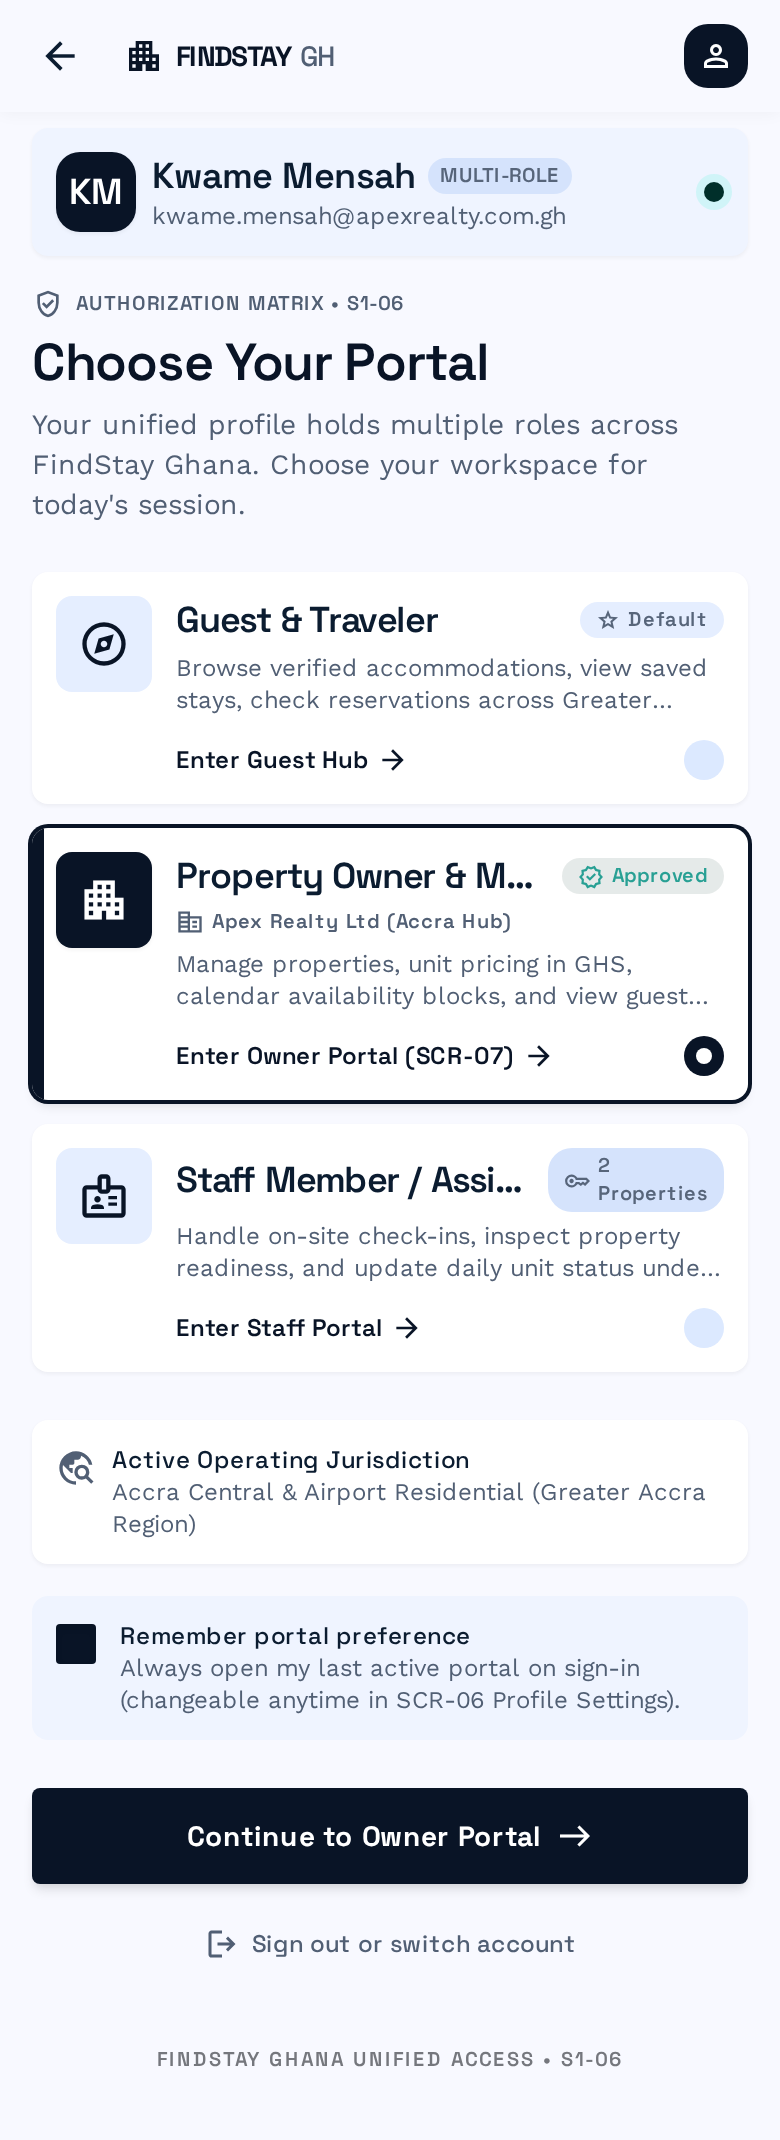 FINDSTAY GH
KM
Kwame Mensah
MULTI-ROLE
kwame.mensah@apexrealty.com.gh
AUTHORIZATION MATRIX • S1-06
Choose Your Portal
Your unified profile holds multiple roles across
FindStay Ghana. Choose your workspace for
today's session.
Guest & Traveler
Default
Browse verified accommodations, view saved
stays, check reservations across Greater...
Enter Guest Hub
Property Owner & M...
Approved
Apex Realty Ltd (Accra Hub)
Manage properties, unit pricing in GHS,
calendar availability blocks, and view guest...
Enter Owner Portal (SCR-07)
Staff Member / Assi...
2
Properties
Handle on-site check-ins, inspect property
readiness, and update daily unit status unde...
Enter Staff Portal
Active Operating Jurisdiction
Accra Central & Airport Residential (Greater Accra
Region)
Remember portal preference
Always open my last active portal on sign-in
(changeable anytime in SCR-06 Profile Settings).
Continue to Owner Portal
Sign out or switch account
FINDSTAY GHANA UNIFIED ACCESS • S1-06